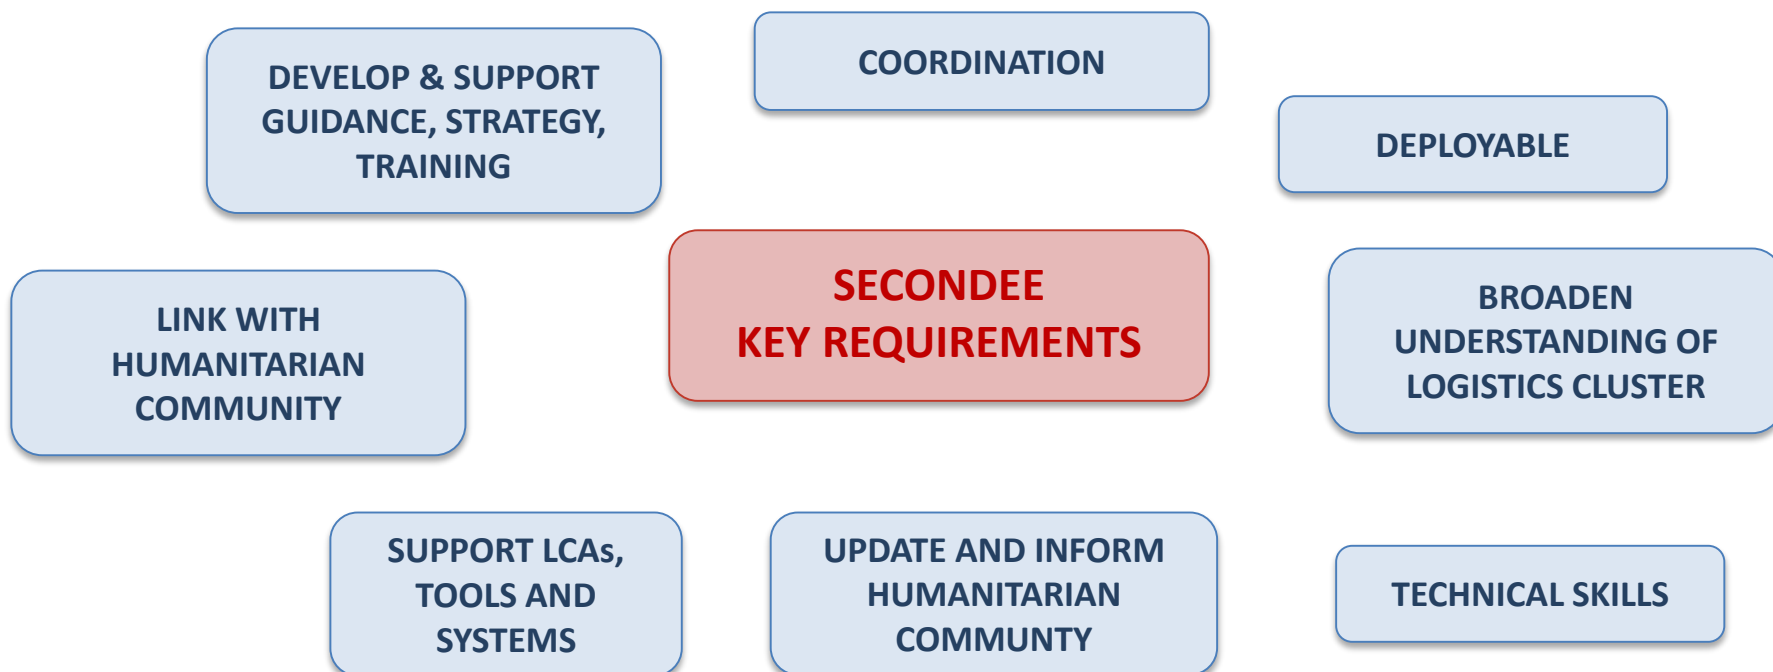 DEVELOP & SUPPORT
GUIDANCE, STRATEGY,
TRAINING
COORDINATION
DEPLOYABLE
LINK WITH
HUMANITARIAN
COMMUNITY
SECONDEE
KEY REQUIREMENTS
BROADEN
UNDERSTANDING OF
LOGISTICS CLUSTER
SUPPORT LCAs,
TOOLS AND
SYSTEMS
UPDATE AND INFORM
HUMANITARIAN
COMMUNTY
TECHNICAL SKILLS